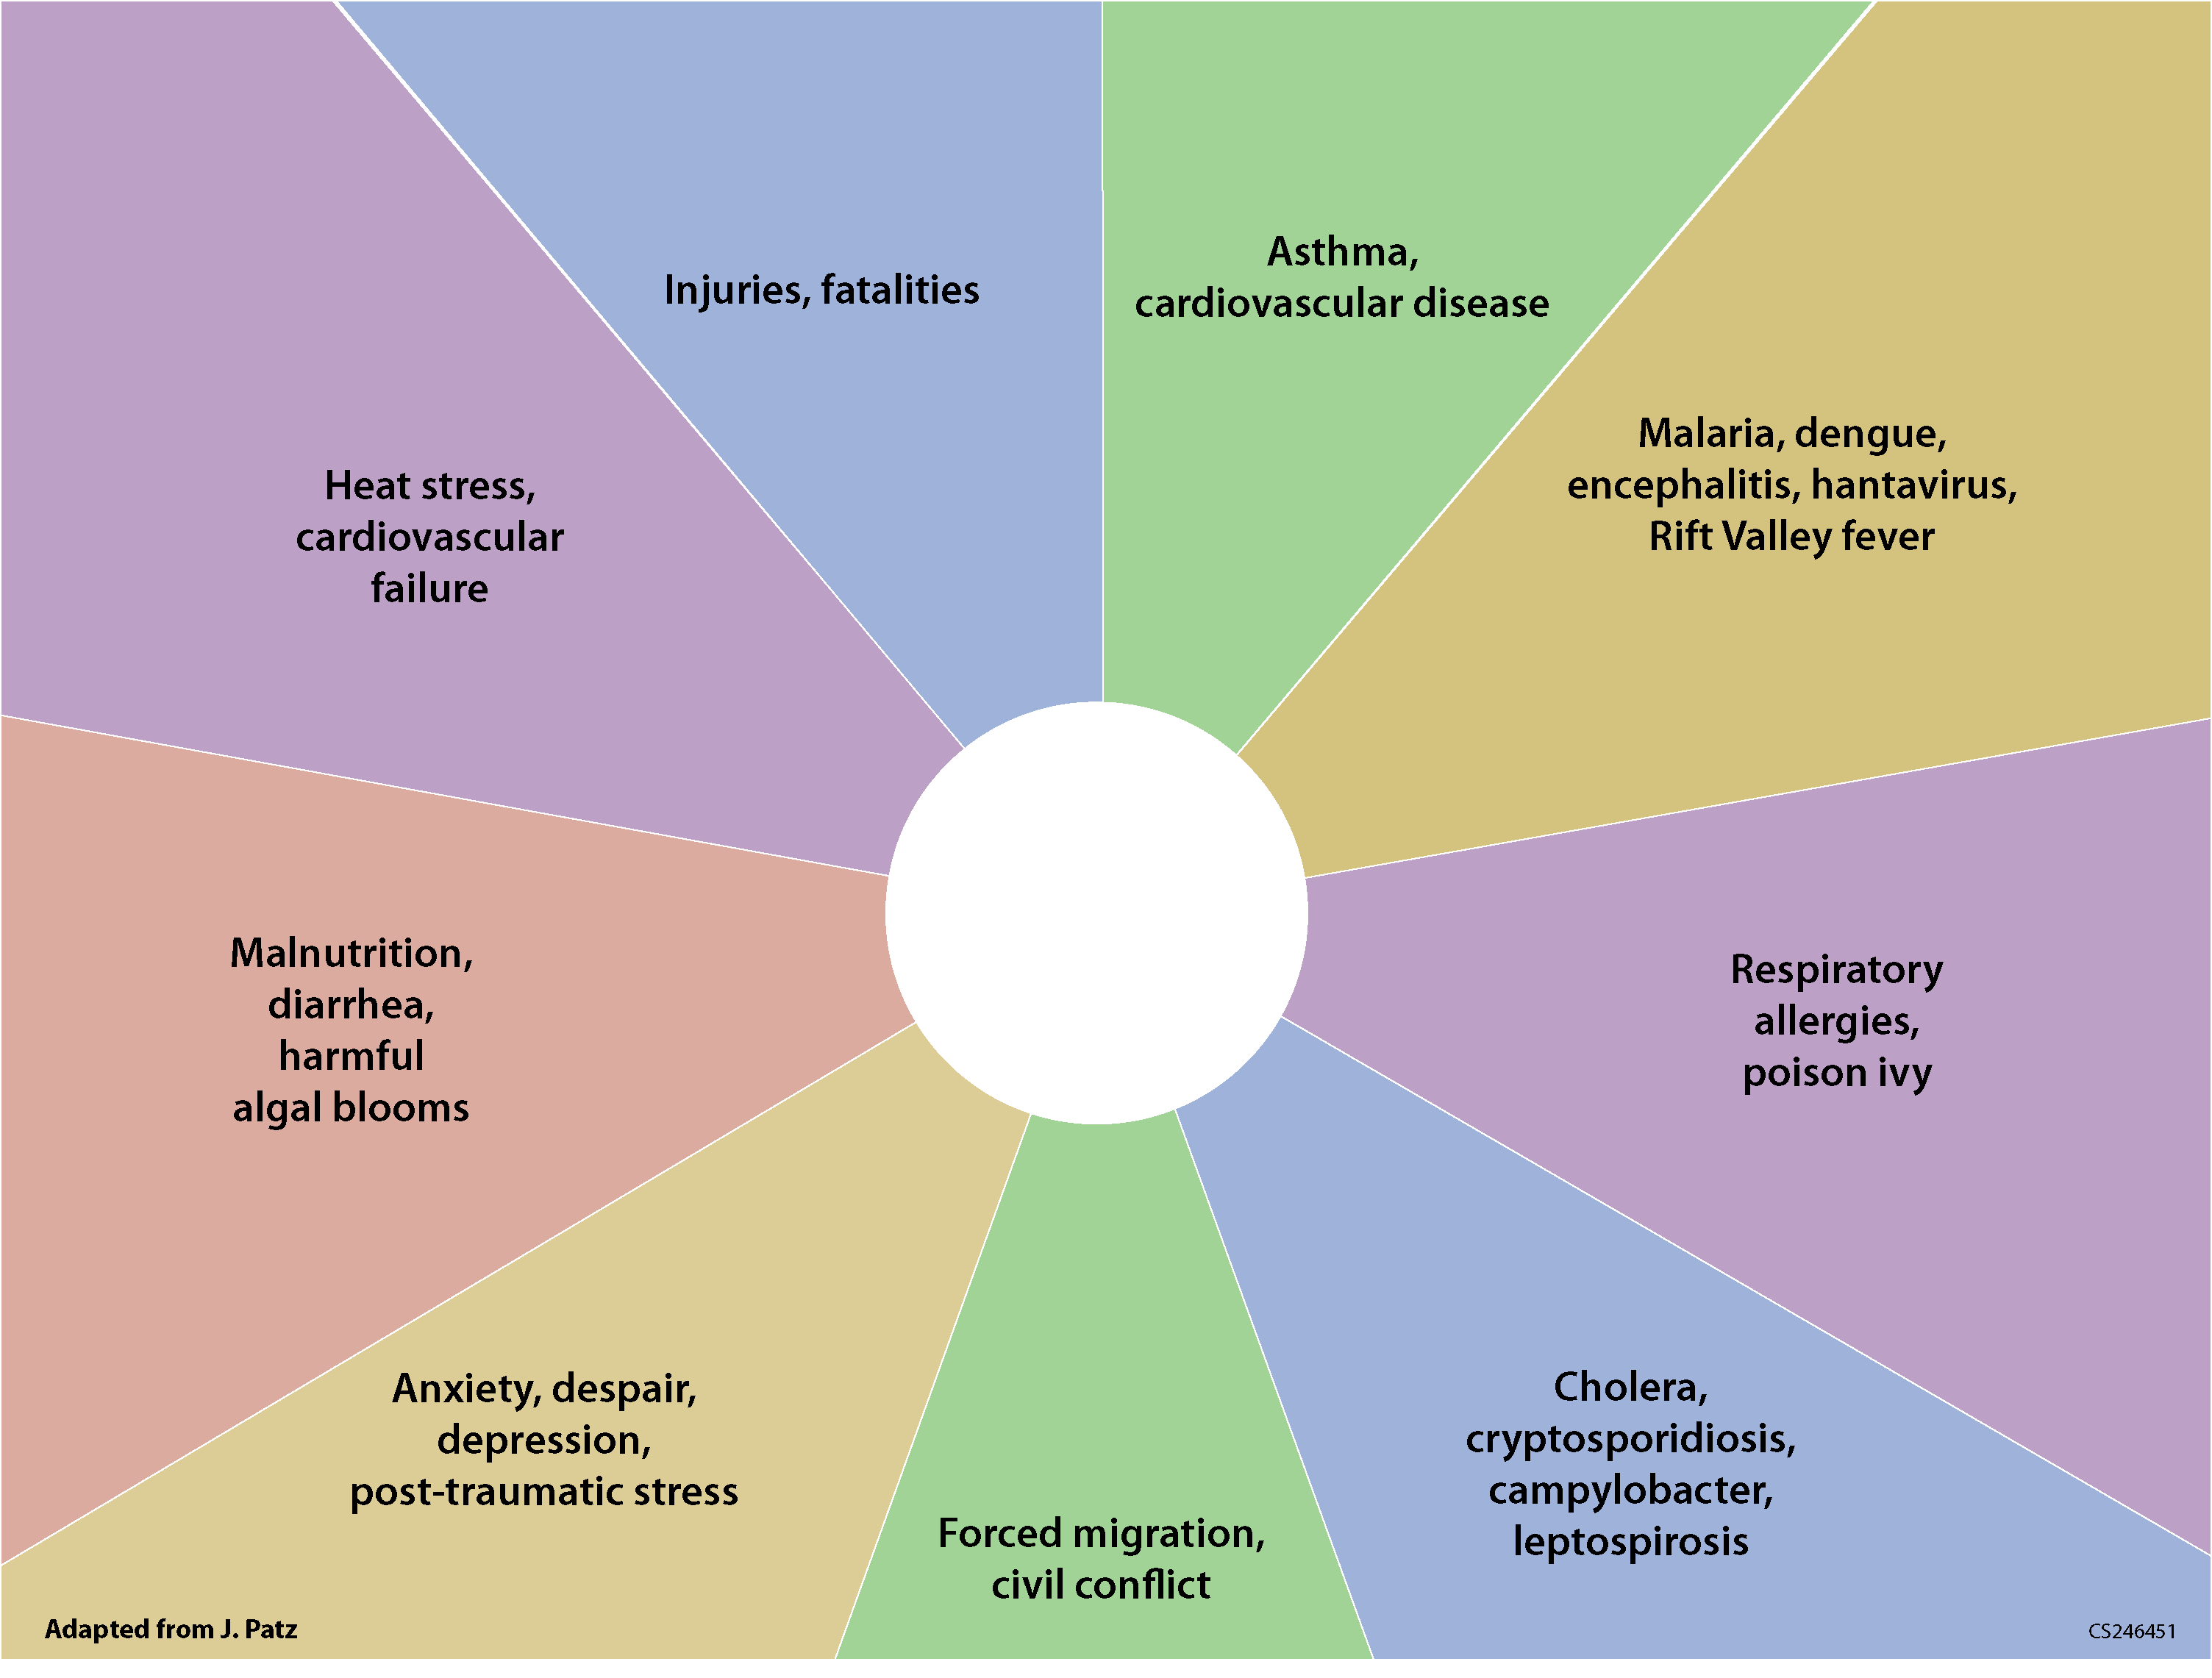 Injuries, fatalities
Asthma,
cardiovascular disease
Malaria, dengue,
encephalitis, hantavirus,
Rift Valley fever
Respiratory
allergies,
poison ivy
Cholera,
cryptosporidiosis,
campylobacter,
leptospirosis
Forced migration,
civil conflict
Anxiety, despair,
depression,
post-traumatic stress
Malnutrition,
diarrhea,
harmful
algal blooms
Heat stress,
cardiovascular
failure
Adapted from J. Patz
CS246451